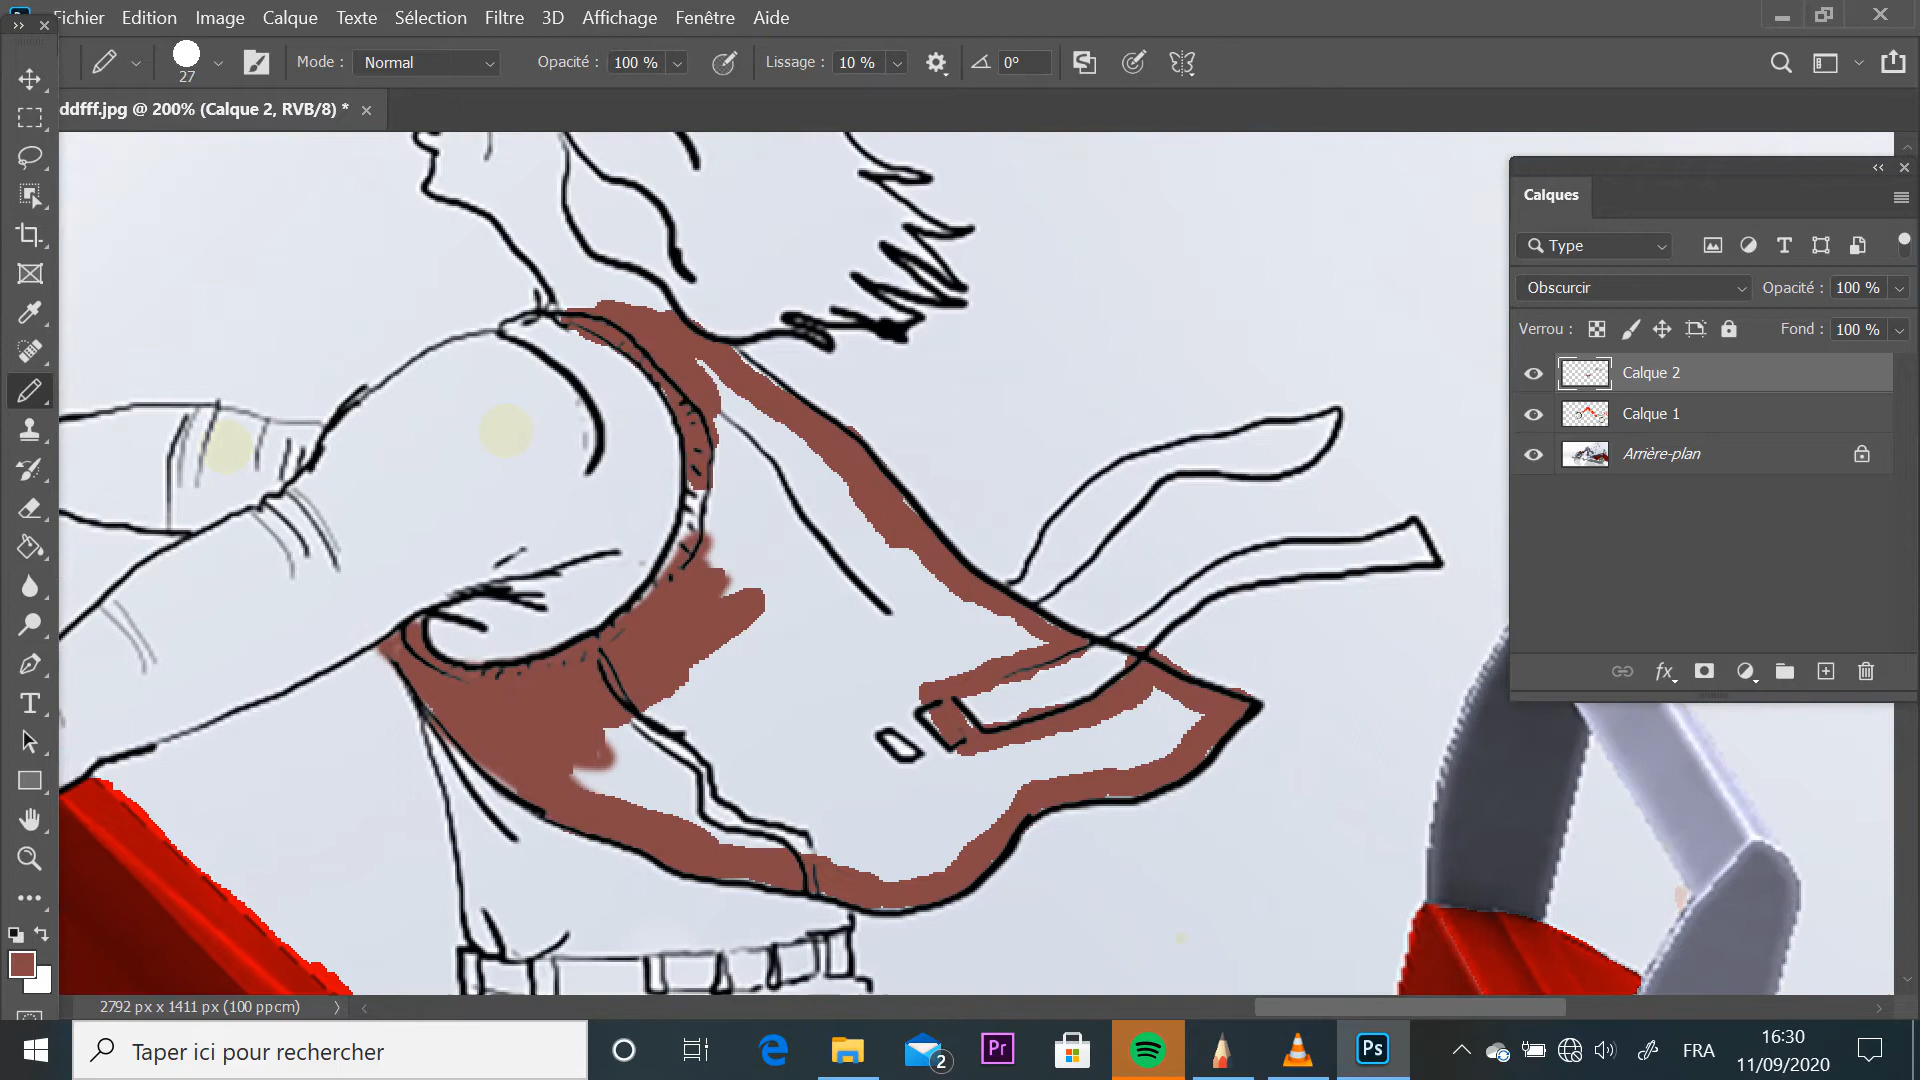 Fichier Edition Image Calque Texte Sélection Filtre 3D Affichage Fenêtre Aide
27 Mode : Normal Opacité : 100 % Lissage : 10 % 0°
ddfff.jpg @ 200% (Calque 2, RVB/8) *
Calques
Type
Obscurcir Opacité : 100 %
Verrou : Fond : 100 %
Calque 2
Calque 1
Arrière-plan
fx
2792 px x 1411 px (100 ppcm)
Taper ici pour rechercher
2
Pr
Ps
FRA
16:30
11/09/2020